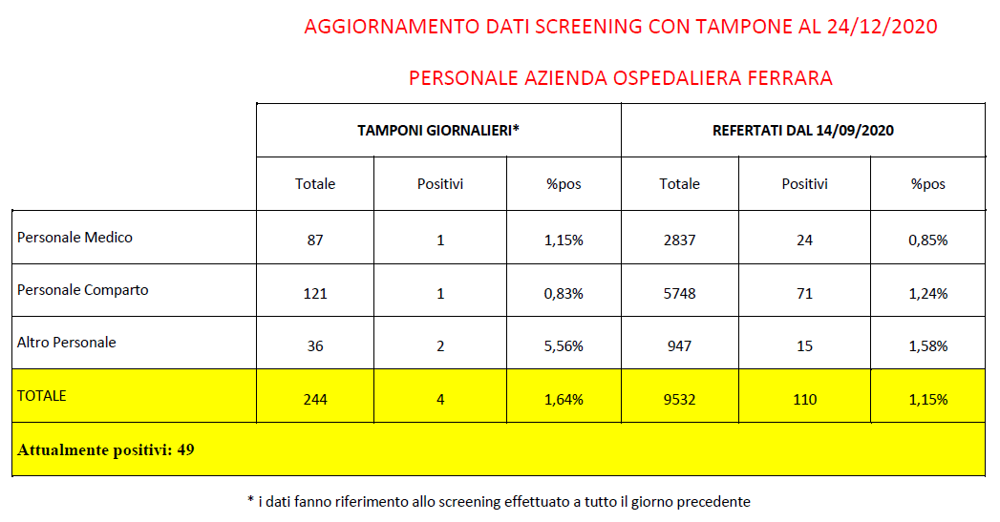 AGGIORNAMENTO DATI SCREENING CON TAMPONE AL 24/12/2020
PERSONALE AZIENDA OSPEDALIERA FERRARA
TAMPONI GIORNALIERI* REFERTATI DAL 14/09/2020
Totale Positivi %pos Totale Positivi %pos
Personale Medico 87 1 1,15% 2837 24 0,85%
Personale Comparto 121 1 0,83% 5748 71 1,24%
Altro Personale 36 2 5,56% 947 15 1,58%
TOTALE 244 4 1,64% 9532 110 1,15%
Attualmente positivi: 49
* i dati fanno riferimento allo screening effettuato a tutto il giorno precedente